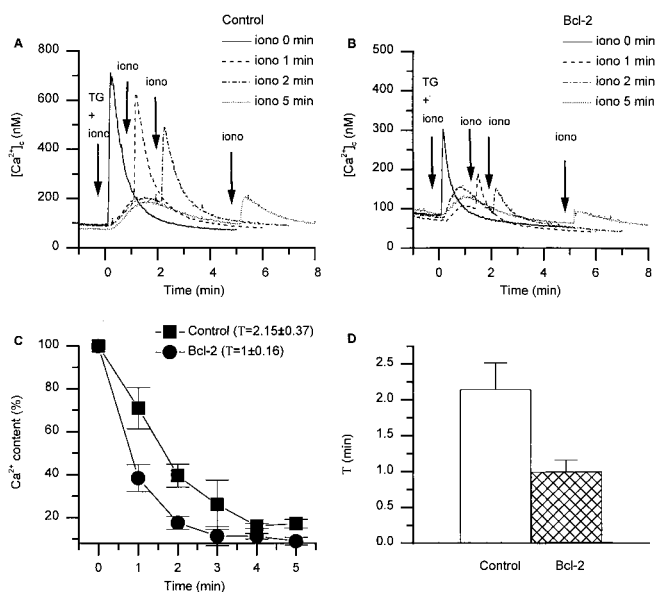 Control
A
iono 0 min
iono 1 min
iono 2 min
iono 5 min
800
600
400
200
0
[Ca²⁺]c (nM)
TG
+
iono
iono
iono
iono
0 2 4 6 8
Time (min)
Bcl-2
B
iono 0 min
iono 1 min
iono 2 min
iono 5 min
500
400
300
200
100
0
[Ca²⁺]c (nM)
TG
+
iono
iono
iono
iono
0 2 4 6 8
Time (min)
C
Control (T=2.15±0.37)
Bcl-2 (T=1±0.16)
100
80
60
40
20
Ca²⁺ content (%)
0 1 2 3 4 5
Time (min)
D
2.5
2.0
1.5
1.0
0.5
0.0
T (min)
Control Bcl-2